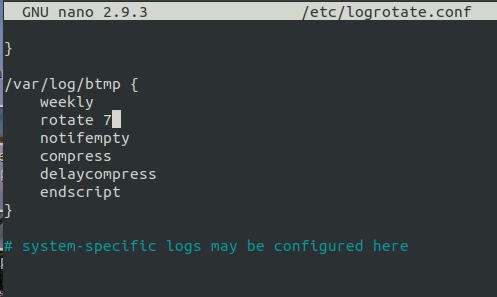 GNU nano 2.9.3 /etc/logrotate.conf
}
/var/log/btmp {
weekly
rotate 7
notifempty
compress
delaycompress
endscript
}
# system-specific logs may be configured here